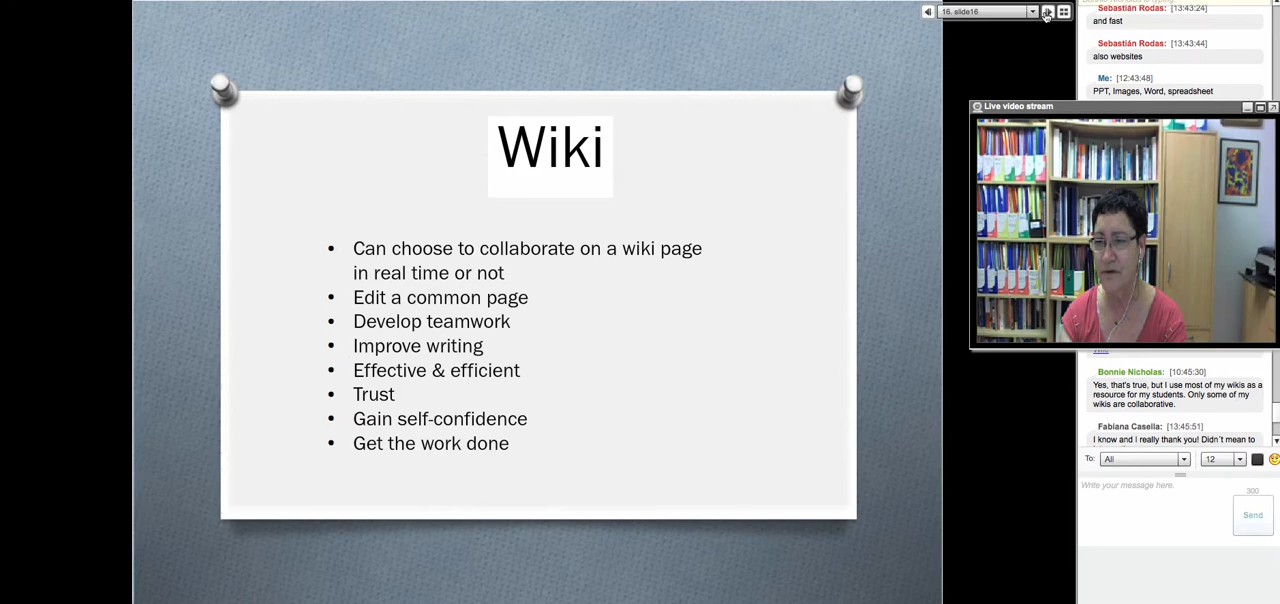 16. slide16
Wiki
• Can choose to collaborate on a wiki page
in real time or not
• Edit a common page
• Develop teamwork
• Improve writing
• Effective & efficient
• Trust
• Gain self-confidence
• Get the work done
Sebastián Rodas: [13:43:24]
and fast
Sebastián Rodas: [13:43:44]
also websites
Me: [12:43:48]
PPT, Images, Word, spreadsheet
Live video stream
Bonnie Nicholas: [10:45:30]
Yes, that's true, but I use most of my wikis as a
resource for my students. Only some of my
wikis are collaborative.
Fabiana Casella: [13:45:51]
I know and I really thank you! Didn´t mean to
To: All 12
Write your message here.
300
Send